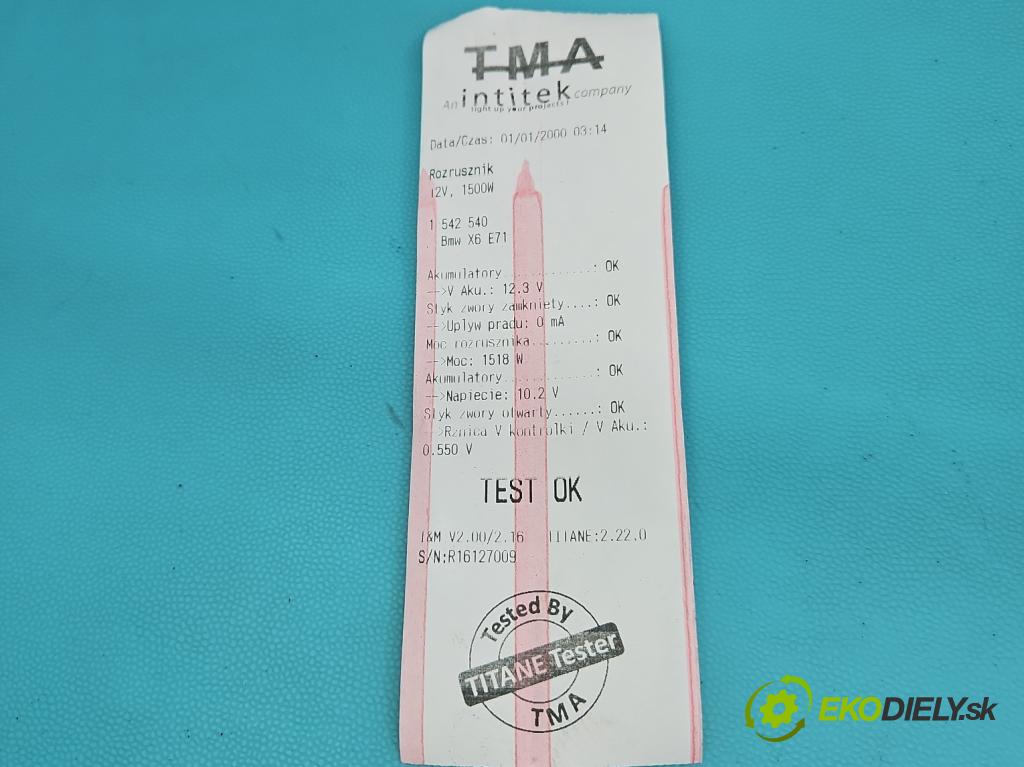 TMA
An intitek company
light up your projects !
Data/Czas: 01/01/2000 03:14
Rozrusznik
12V, 1500W
1 542 540
Bmw X6 E71
Akumulatory..............: OK
-->V Aku.: 12.3 V
Styk zwory zamkniety....: OK
-->Uplyw pradu: 0 mA
Moc rozrusznika..........: OK
-->Moc: 1518 W
Akumulatory..............: OK
-->Napiecie: 10.2 V
Styk zwory otwarty......: OK
-->Rznica V kontrolki / V Aku.:
0.550 V
TEST OK
I&M V2.00/2.16 TITANE:2.22.0
S/N:R16127009
Tested By
TITANE Tester
TMA
EKODIELY.sk